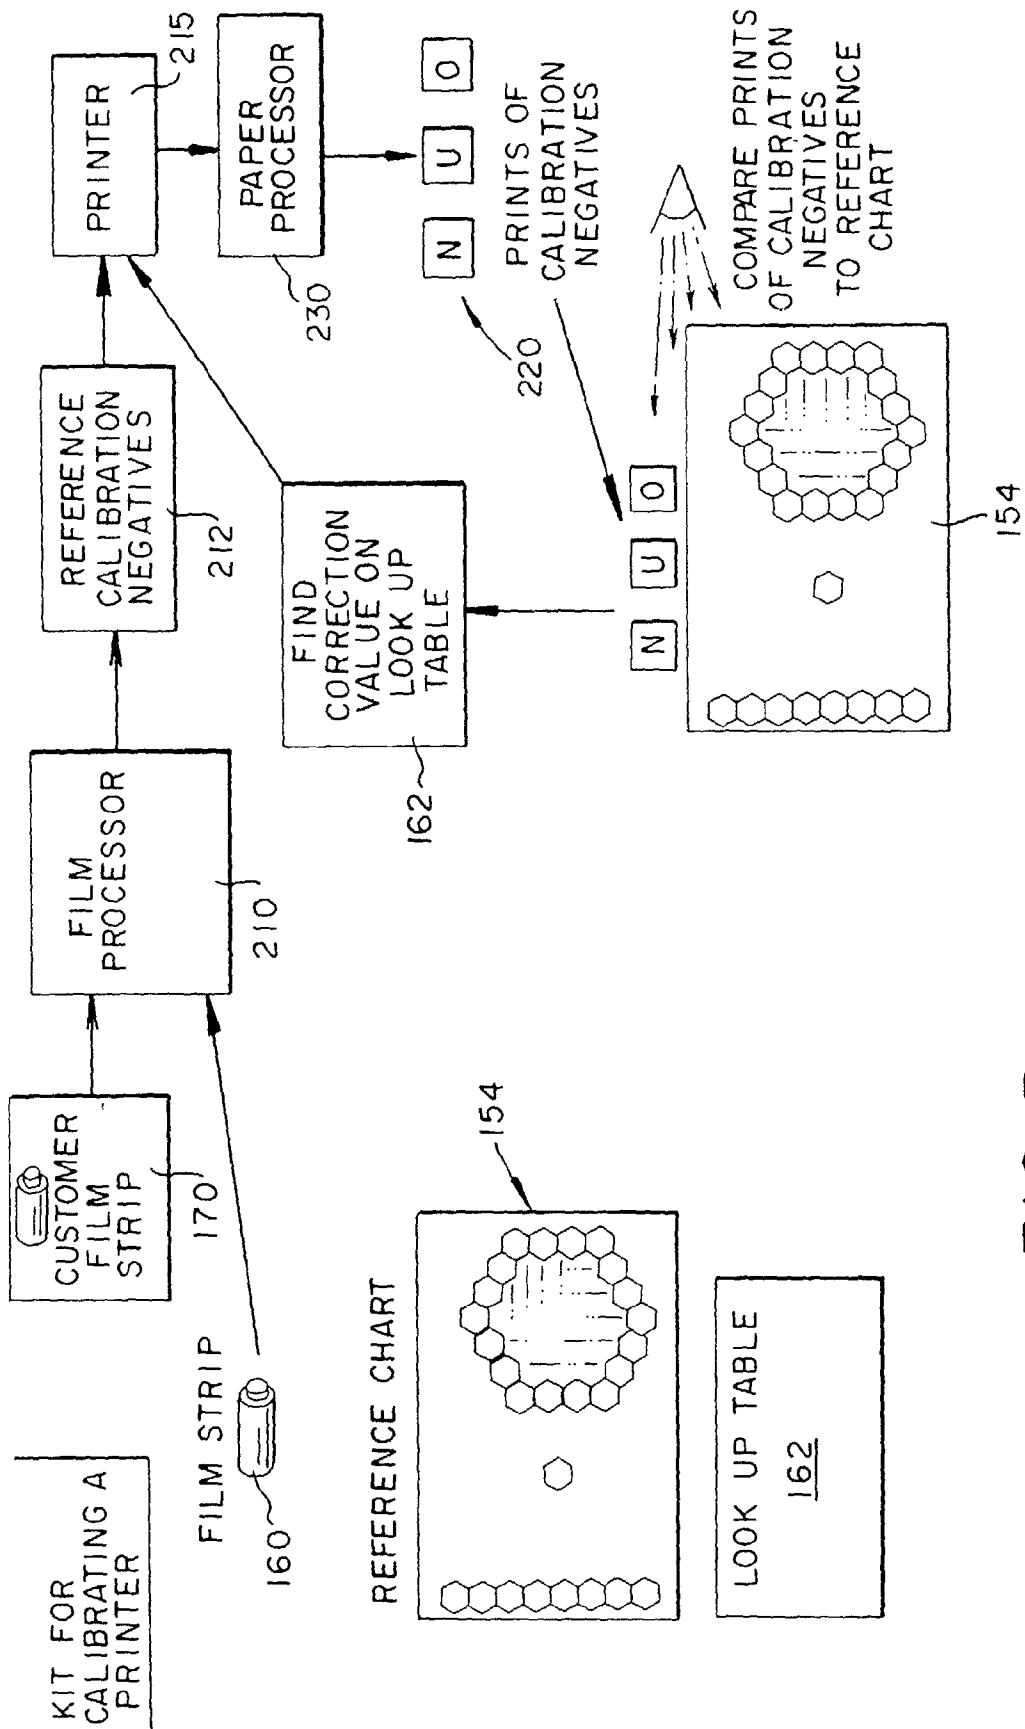 KIT FOR
CALIBRATING A
PRINTER
FILM STRIP
160
CUSTOMER
FILM
STRIP
170
FILM
PROCESSOR
210
REFERENCE
CALIBRATION
NEGATIVES
212
PRINTER
215
PAPER
PROCESSOR
230
N U O
220
PRINTS OF
CALIBRATION
NEGATIVES
FIND
CORRECTION
VALUE ON
LOOK UP
TABLE
162
N U O
COMPARE PRINTS
OF CALIBRATION
NEGATIVES
TO REFERENCE
CHART
154
REFERENCE CHART
154
LOOK UP TABLE
162